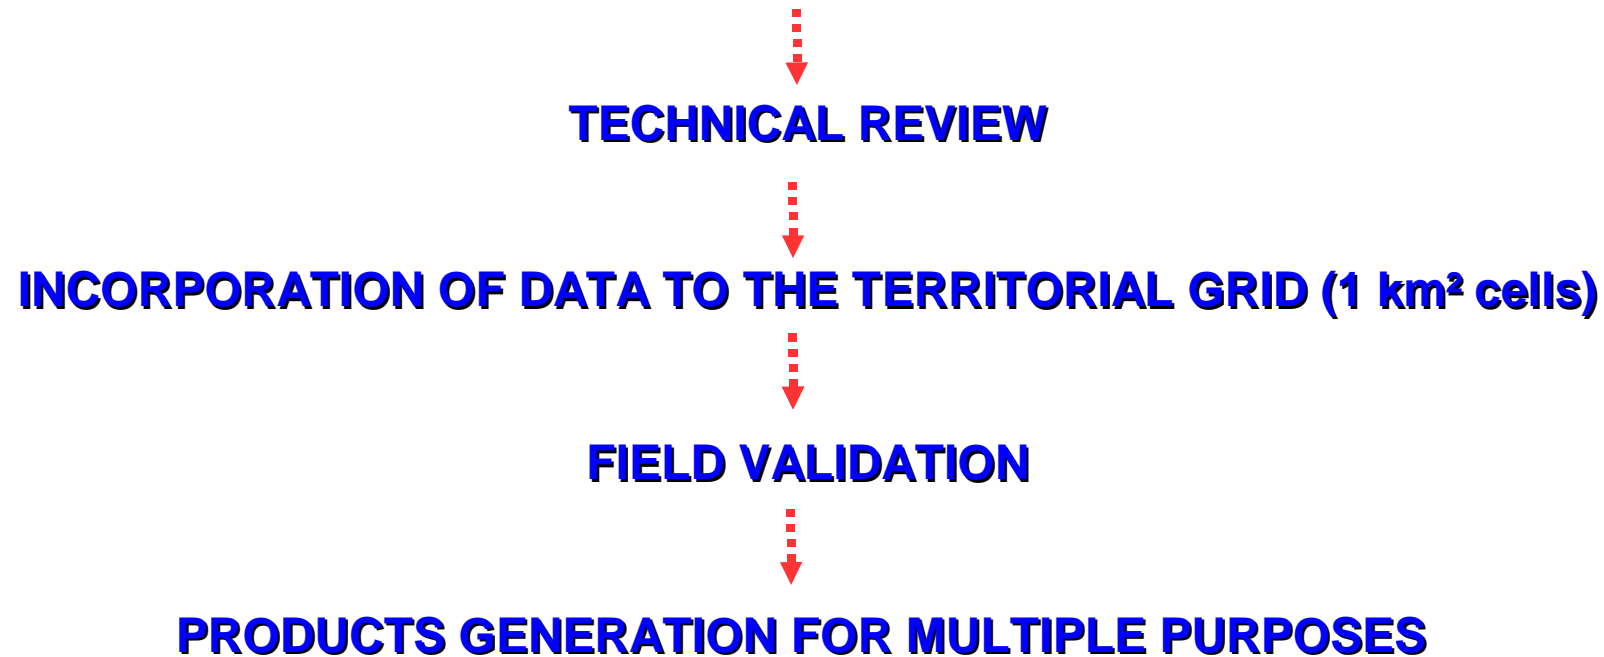 TECHNICAL REVIEW
INCORPORATION OF DATA TO THE TERRITORIAL GRID (1 km² cells)
FIELD VALIDATION
PRODUCTS GENERATION FOR MULTIPLE PURPOSES